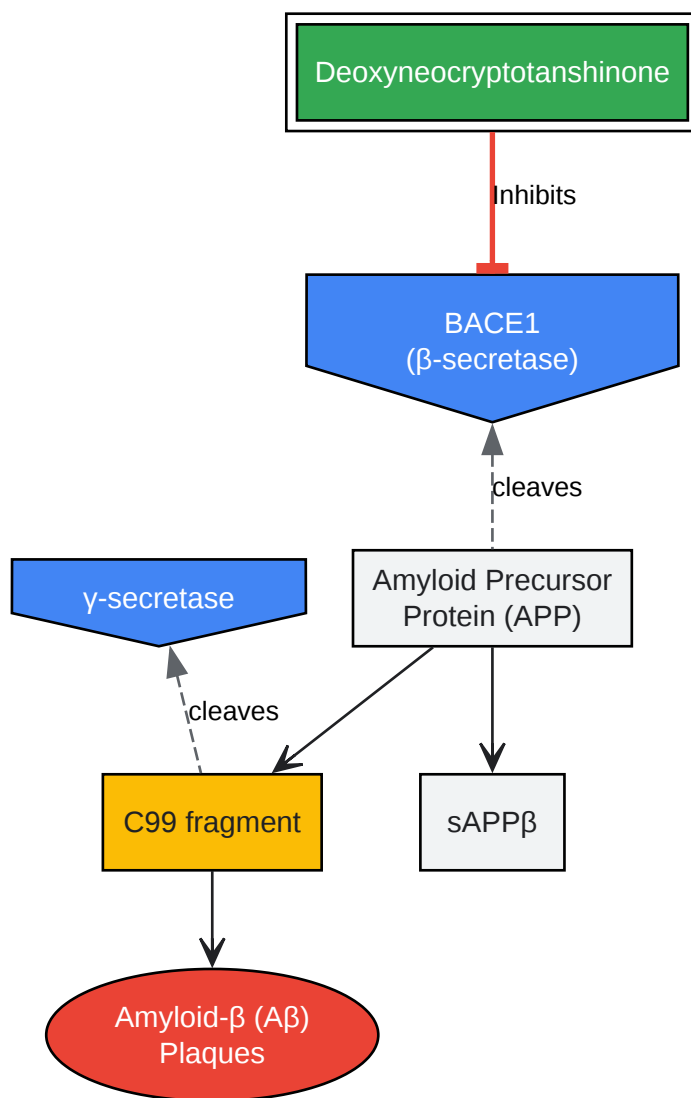 Deoxyneocryptotanshinone
Inhibits
BACE1
(β-secretase)
cleaves
γ-secretase
Amyloid Precursor
Protein (APP)
cleaves
C99 fragment
sAPPβ
Amyloid-β (Aβ)
Plaques